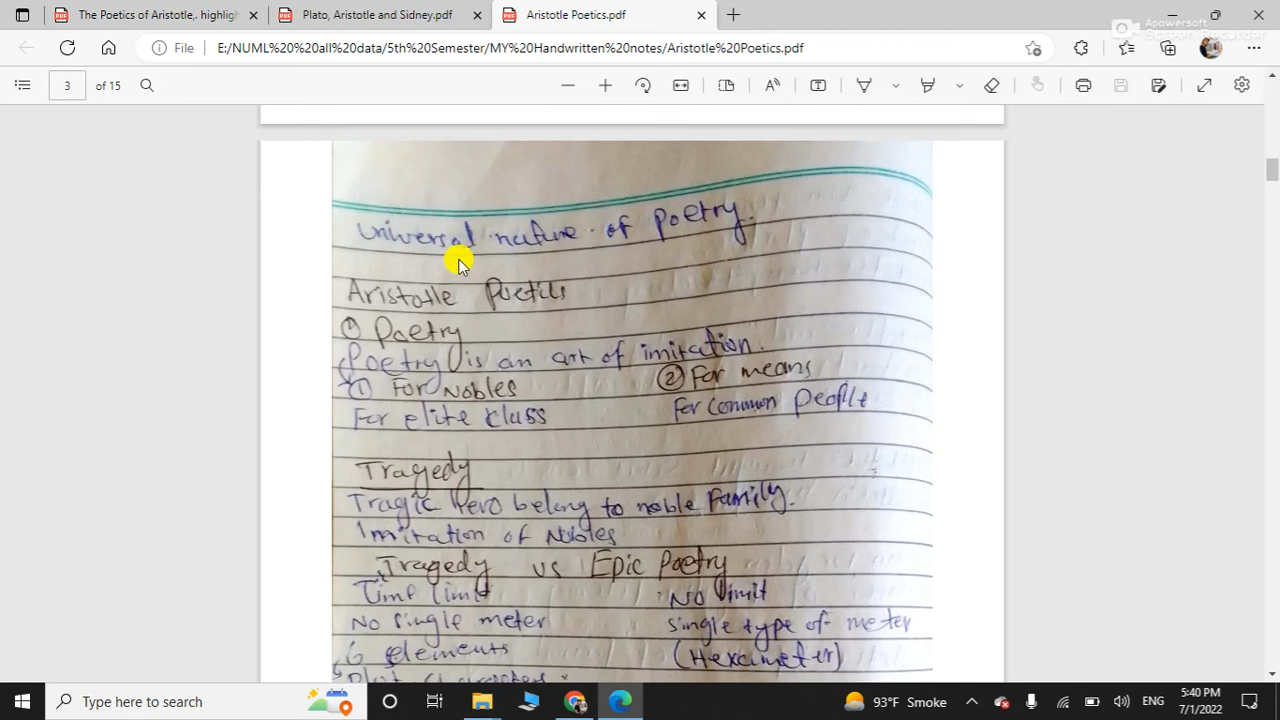 The Poetics of Aristotle,. highligh
Plato, Aristotle and Sidney.pdf
Aristotle Poetics.pdf
Apowersoft
Screen Recorder
File
E:/NUML%20%20all%20data/5th%20Semester/MY%20Handwritten%20notes/Aristotle%20Poetics.pdf
3 of 15
Universal nature of Poetry.
Aristotle Poetics
① Poetry
Poetry is an art of imitation.
① For Nobles ② For means
For elite class For common People
Tragedy
Tragic hero belong to noble Family.
Imitation of Nobles
Tragedy vs Epic Poetry
Time limit No limit
No single meter single type of meter
6 elements (Hexameter)
Plot, Characters
Type here to search
93°F Smoke
ENG
5:40 PM
7/1/2022